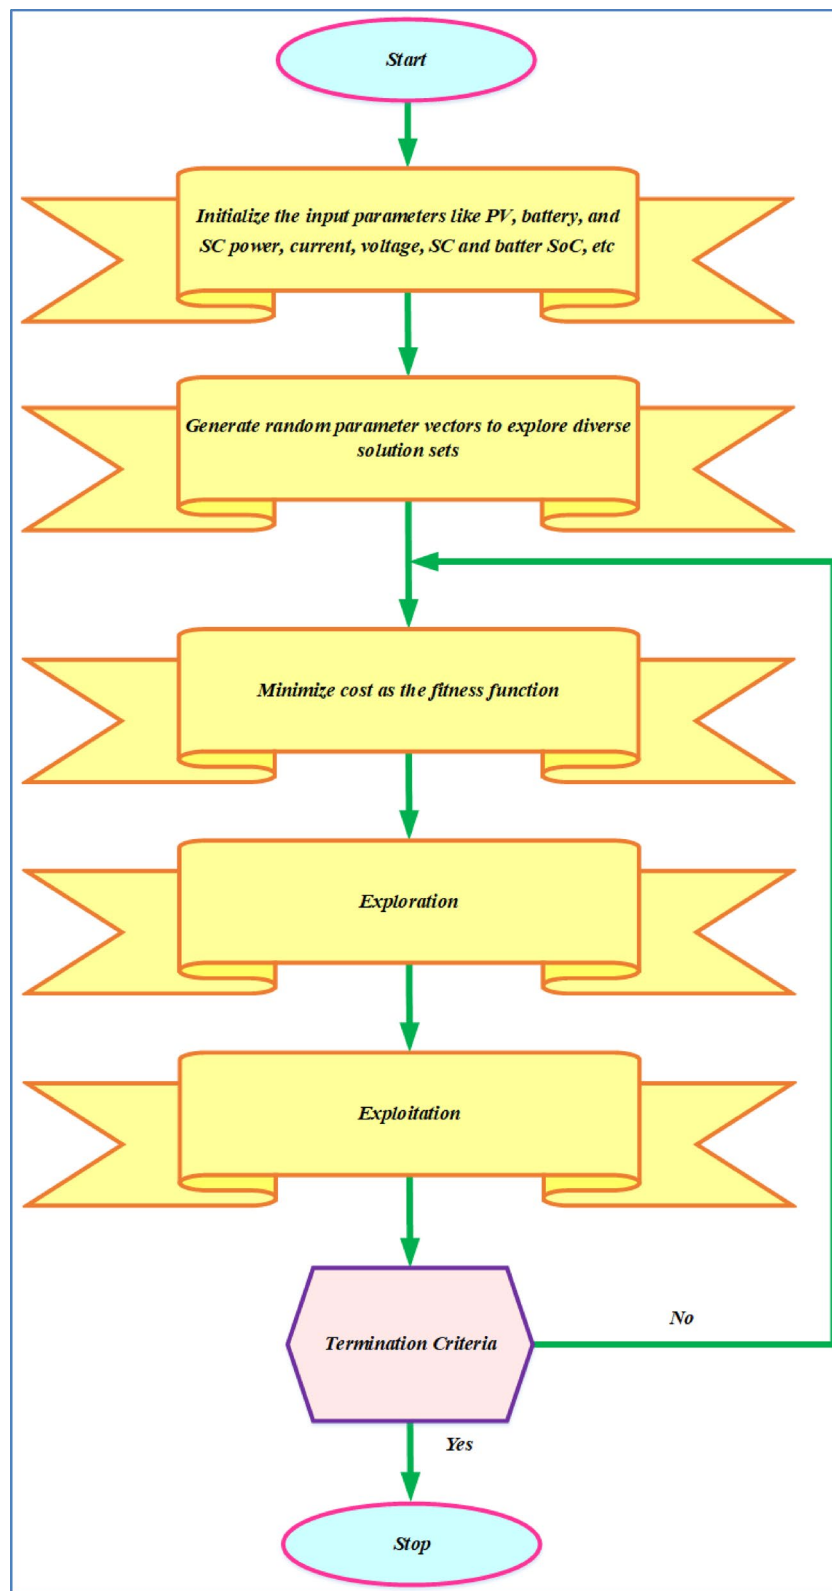 Start
Initialize the input parameters like PV, battery, and
SC power, current, voltage, SC and batter SoC, etc
Generate random parameter vectors to explore diverse
solution sets
Minimize cost as the fitness function
Exploration
Exploitation
Termination Criteria
No
Yes
Stop